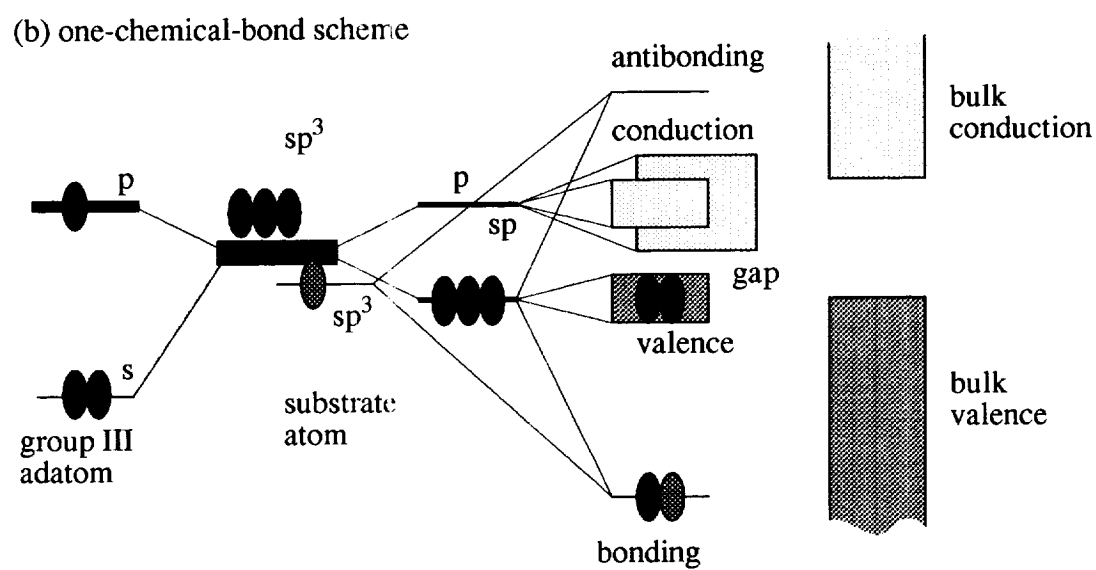 (b) one-chemical-bond scheme
antibonding
bulk
conduction
conduction
sp³
p
p
sp
gap
sp³
valence
s
bulk
valence
substrate
atom
group III
adatom
bonding